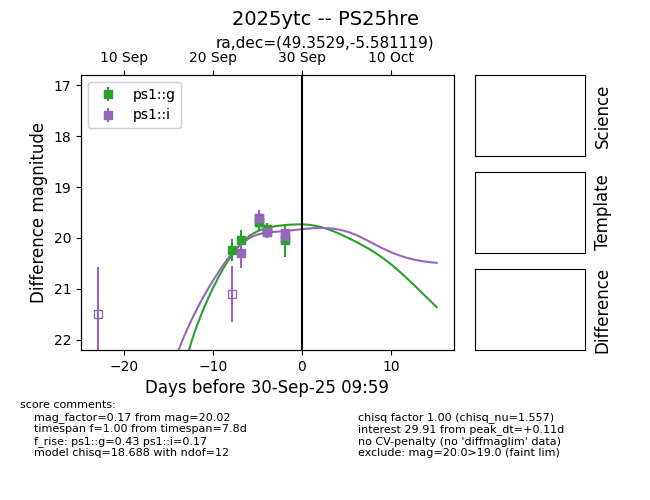 2025ytc -- PS25hre
ra,dec=(49.3529,-5.581119)
10 Sep 20 Sep 30 Sep 10 Oct
ps1::g
ps1::i
17
18
19
20
21
22
Difference magnitude
−20 −10 0 10
Days before 30-Sep-25 09:59
Science
Template
Difference
score comments:
mag_factor=0.17 from mag=20.02
timespan f=1.00 from timespan=7.8d
f_rise: ps1::g=0.43 ps1::i=0.17
model chisq=18.688 with ndof=12
chisq factor 1.00 (chisq_nu=1.557)
interest 29.91 from peak_dt=+0.11d
no CV-penalty (no 'diffmaglim' data)
exclude: mag=20.0>19.0 (faint lim)